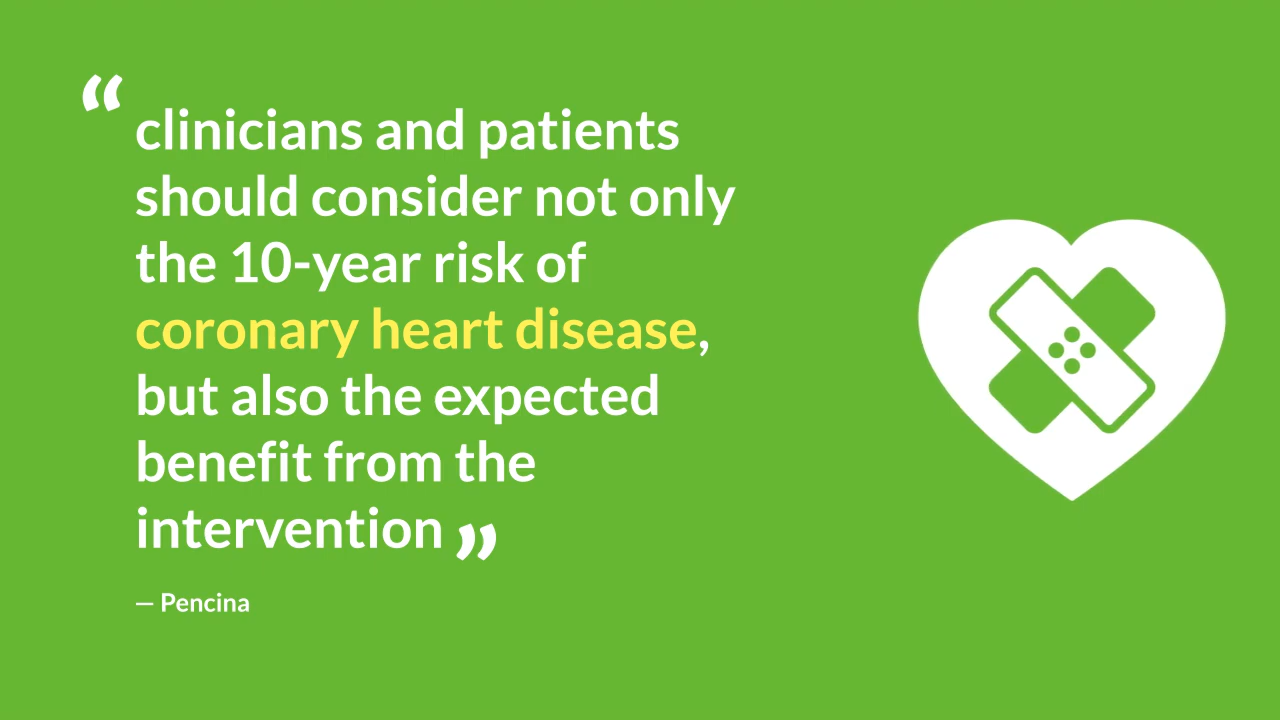 “clinicians and patients
should consider not only
the 10-year risk of
coronary heart disease,
but also the expected
benefit from the
intervention”
— Pencina